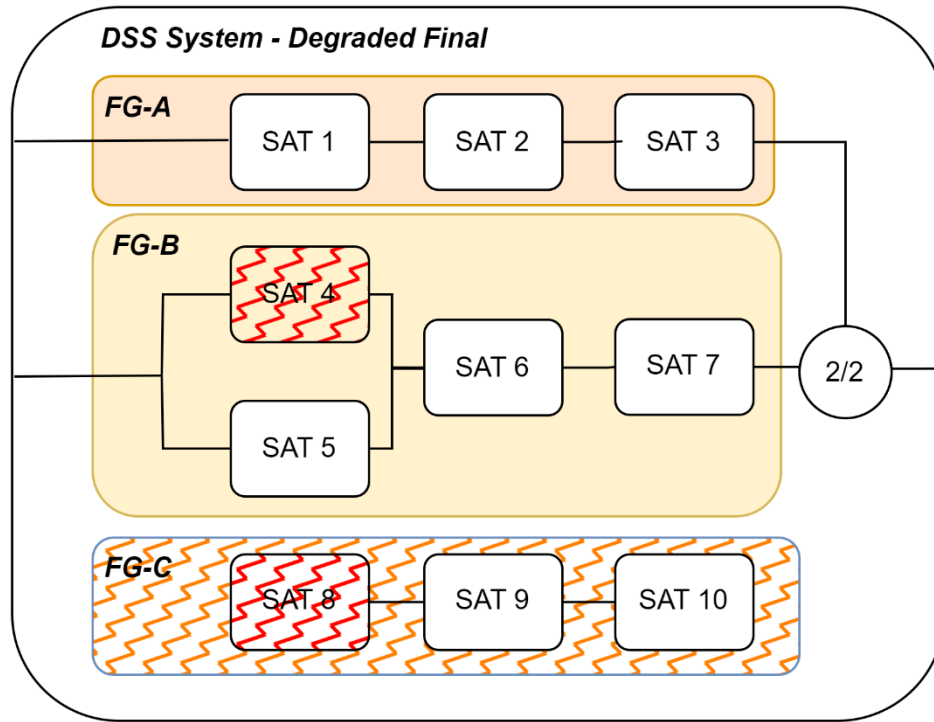 DSS System - Degraded Final
FG-A
SAT 1
SAT 2
SAT 3
FG-B
SAT 4
SAT 5
SAT 6
SAT 7
2/2
FG-C
SAT 8
SAT 9
SAT 10